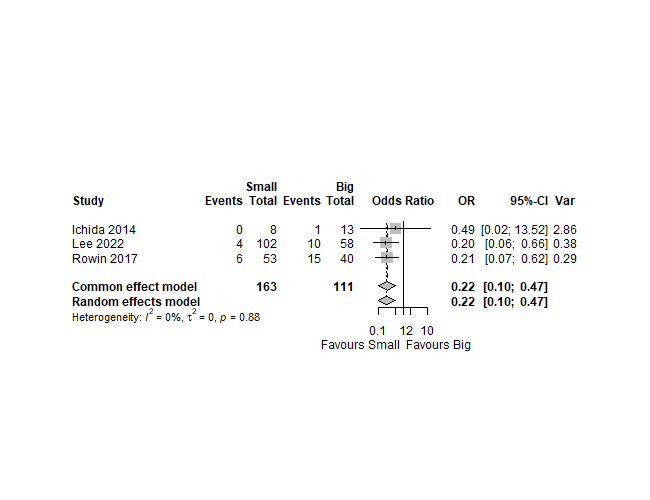 Small Big
Study Events Total Events Total Odds Ratio OR 95%-CI Var
Ichida 2014 0 8 1 13 0.49 [0.02; 13.52] 2.86
Lee 2022 4 102 10 58 0.20 [0.06; 0.66] 0.38
Rowin 2017 6 53 15 40 0.21 [0.07; 0.62] 0.29
Common effect model 163 111 0.22 [0.10; 0.47]
Random effects model 0.22 [0.10; 0.47]
Heterogeneity: I² = 0%, τ² = 0, p = 0.88
0.1 12 10
Favours Small Favours Big